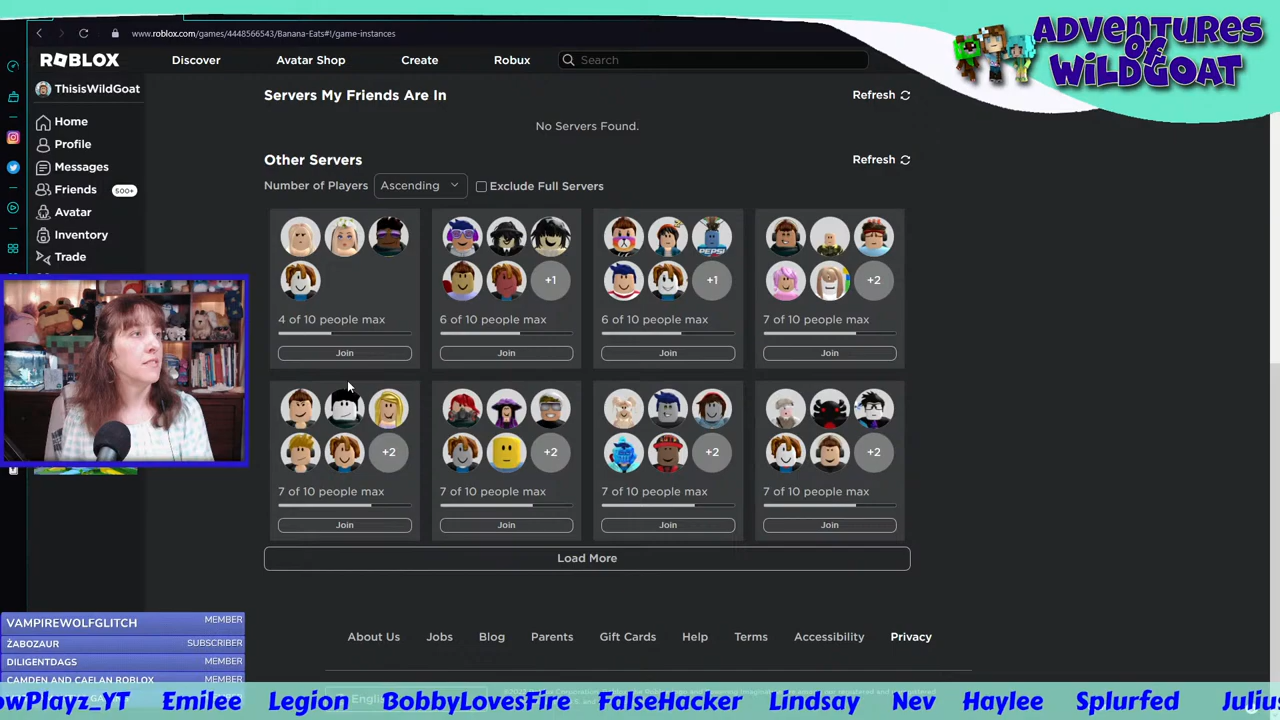 www.roblox.com/games/4448566543/Banana-Eats#!/game-instances
ADVENTURES
OF
WILDGOAT
ROBLOX
Discover
Avatar Shop
Create
Robux
Search
ThisisWildGoat
Home
Profile
Messages
Friends
500+
Avatar
Inventory
Trade
Servers My Friends Are In
Refresh
No Servers Found.
Other Servers
Refresh
Number of Players
Ascending
Exclude Full Servers
PEPSI
+1
+1
+2
4 of 10 people max
6 of 10 people max
6 of 10 people max
7 of 10 people max
Join
Join
Join
Join
+2
+2
+2
+2
7 of 10 people max
7 of 10 people max
7 of 10 people max
7 of 10 people max
Join
Join
Join
Join
Load More
About Us
Jobs
Blog
Parents
Gift Cards
Help
Terms
Accessibility
Privacy
VAMPIREWOLFGLITCH
MEMBER
ŻABOZAUR
SUBSCRIBER
DILIGENTDAGS
MEMBER
CAMDEN AND CAELAN ROBLOX
MEMBER
owPlayz_YT Emilee Legion BobbyLovesFire FalseHacker Lindsay Nev Haylee Splurfed Julius